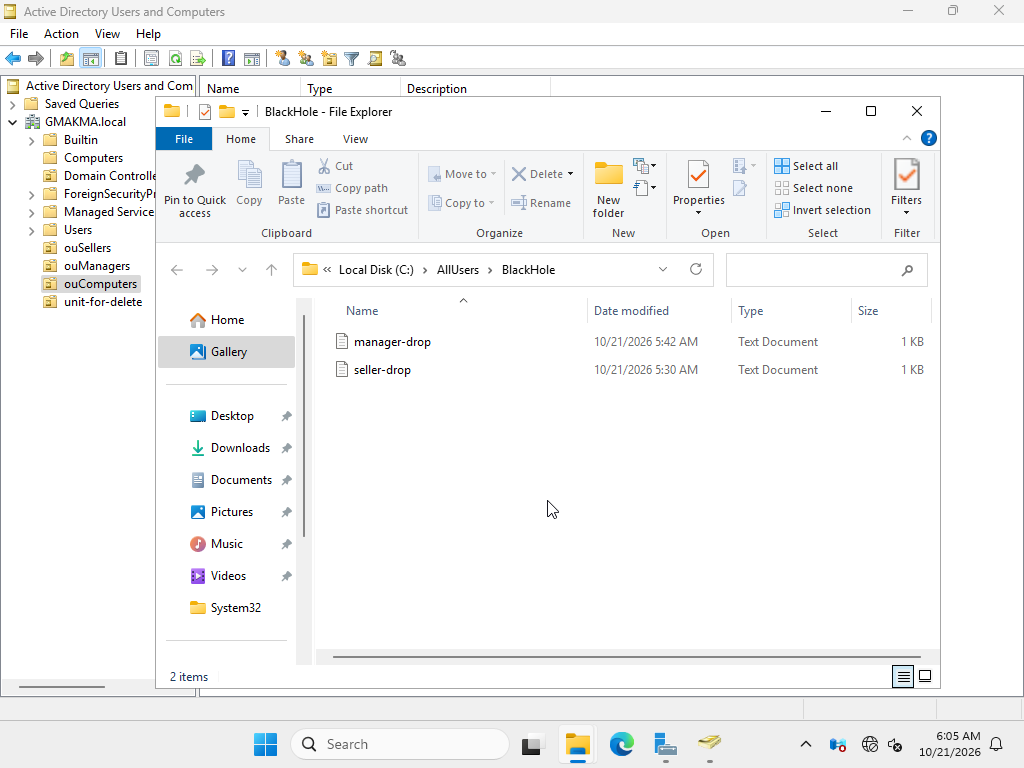 Active Directory Users and Computers
File Action View Help
Active Directory Users and Com
Name Type Description
Saved Queries
GMAKMA.local
Builtin
Computers
Domain Controlle
ForeignSecurityPr
Managed Service
Users
ouSellers
ouManagers
ouComputers
unit-for-delete
BlackHole - File Explorer
File Home Share View
Pin to Quick access
Copy
Paste
Cut
Copy path
Paste shortcut
Clipboard
Move to
Copy to
Delete
Rename
Organize
New folder
New
Properties
Open
Select all
Select none
Invert selection
Select
Filters
Filter
« Local Disk (C:) › AllUsers › BlackHole
Home
Gallery
Desktop
Downloads
Documents
Pictures
Music
Videos
System32
Name Date modified Type Size
manager-drop 10/21/2026 5:42 AM Text Document 1 KB
seller-drop 10/21/2026 5:30 AM Text Document 1 KB
2 items
Search
6:05 AM
10/21/2026